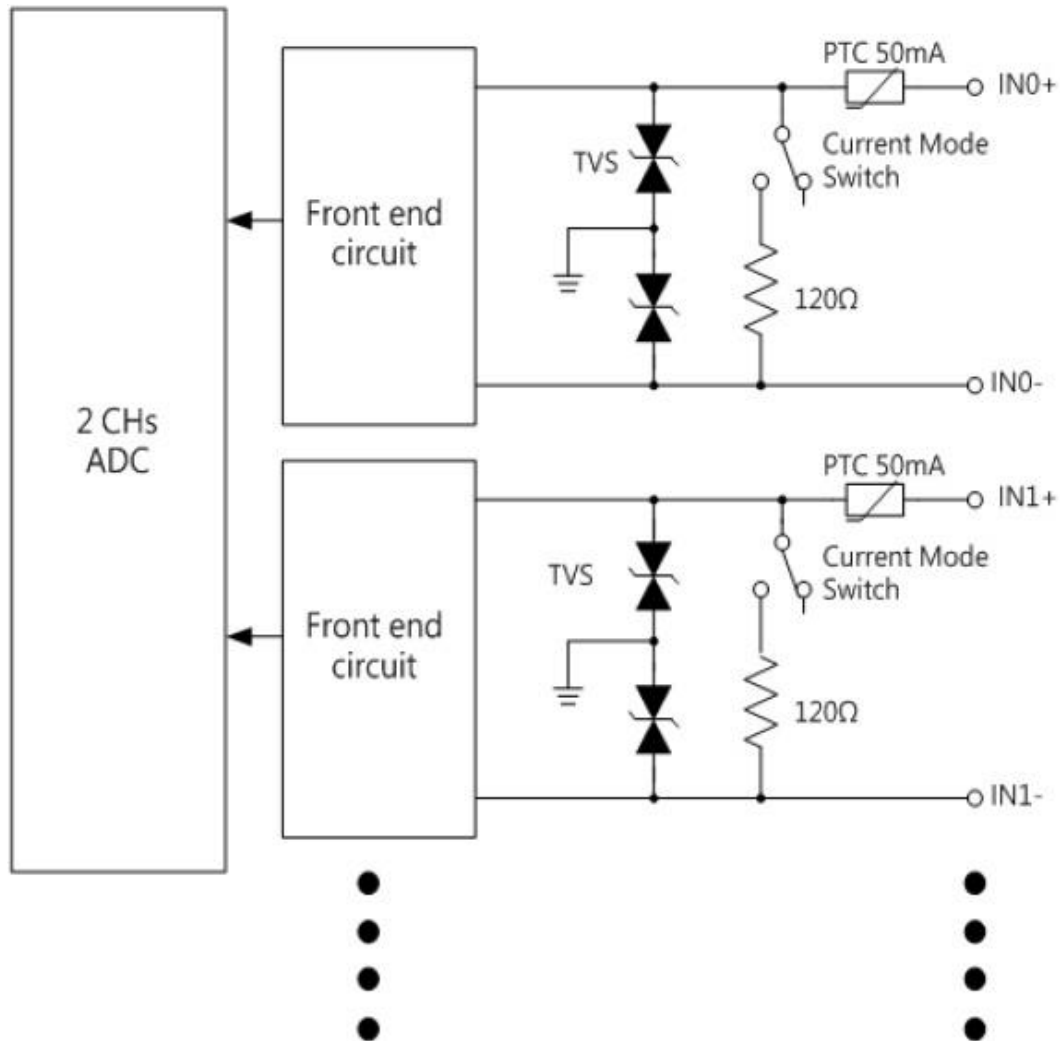 PTC 50mA
IN0+
TVS
Current Mode
Switch
Front end
circuit
120Ω
IN0-
2 CHs
ADC
PTC 50mA
IN1+
TVS
Current Mode
Switch
Front end
circuit
120Ω
IN1-